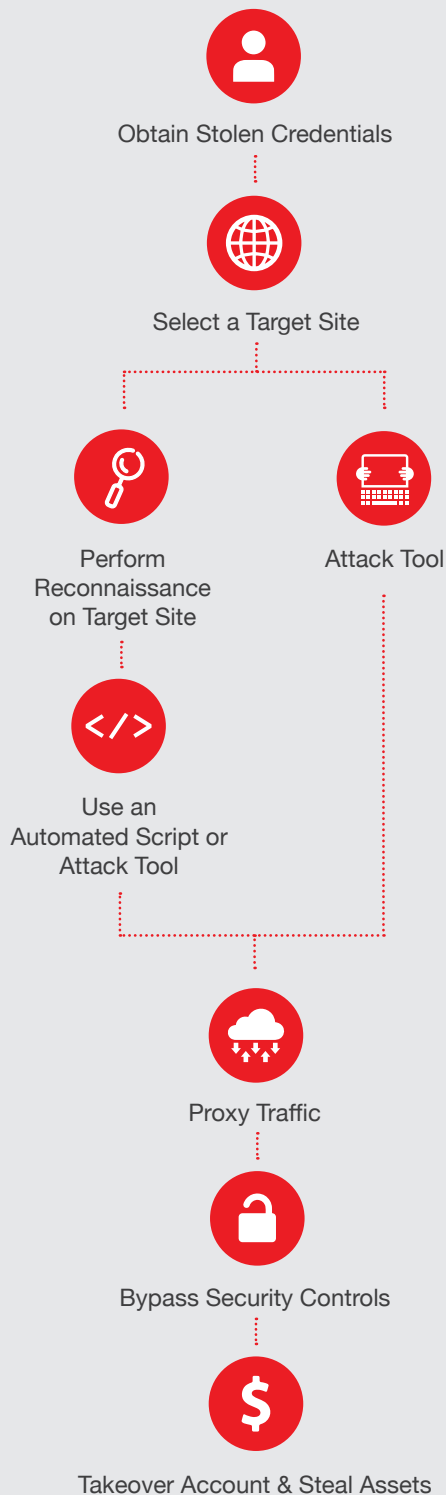 Obtain Stolen Credentials
Select a Target Site
Perform
Reconnaissance
on Target Site
Attack Tool
</>
Use an
Automated Script or
Attack Tool
Proxy Traffic
Bypass Security Controls
$
Takeover Account & Steal Assets